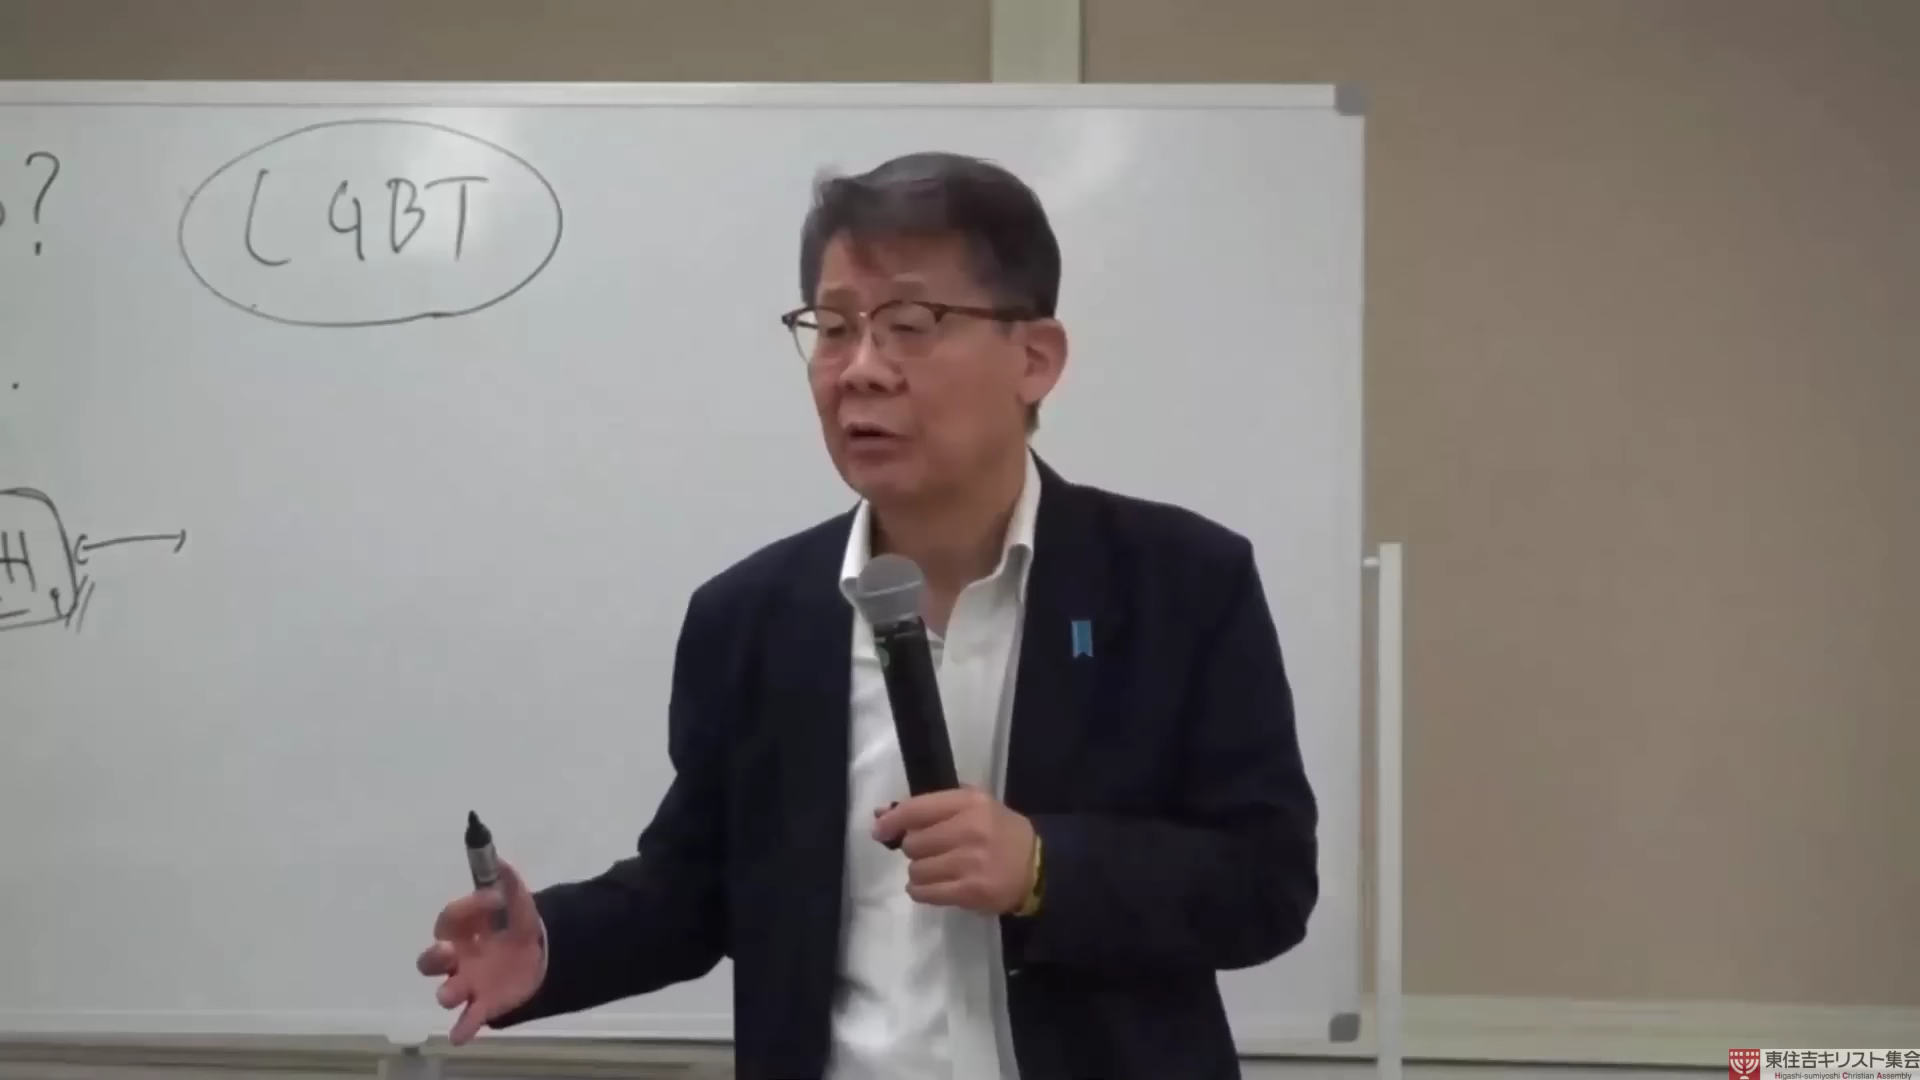 ?
LGBT
H
東住吉キリスト集会
Higashi-sumiyoshi Christian Assembly